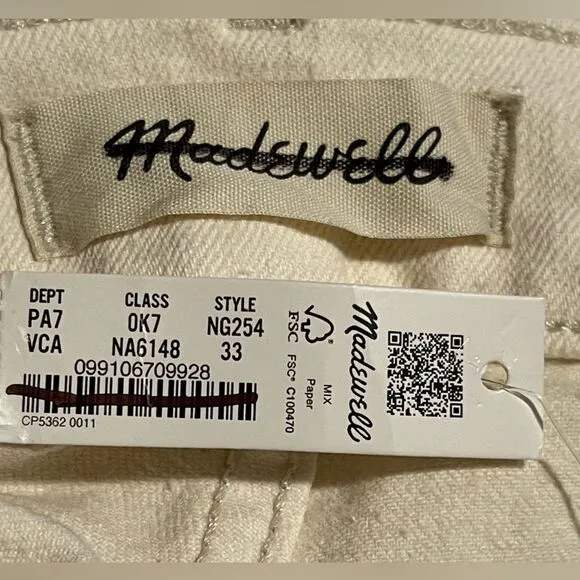 Madewell
DEPT CLASS STYLE
PA7 0K7 NG254
VCA NA6148 33
099106709928
CP5362 0011
FSC
FSC® C100470
MIX
Paper
Madewell